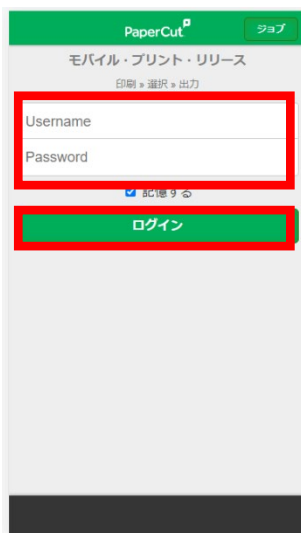 PaperCut
ジョブ
モバイル・プリント・リリース
印刷 » 選択 » 出力
Username
Password
記憶する
ログイン